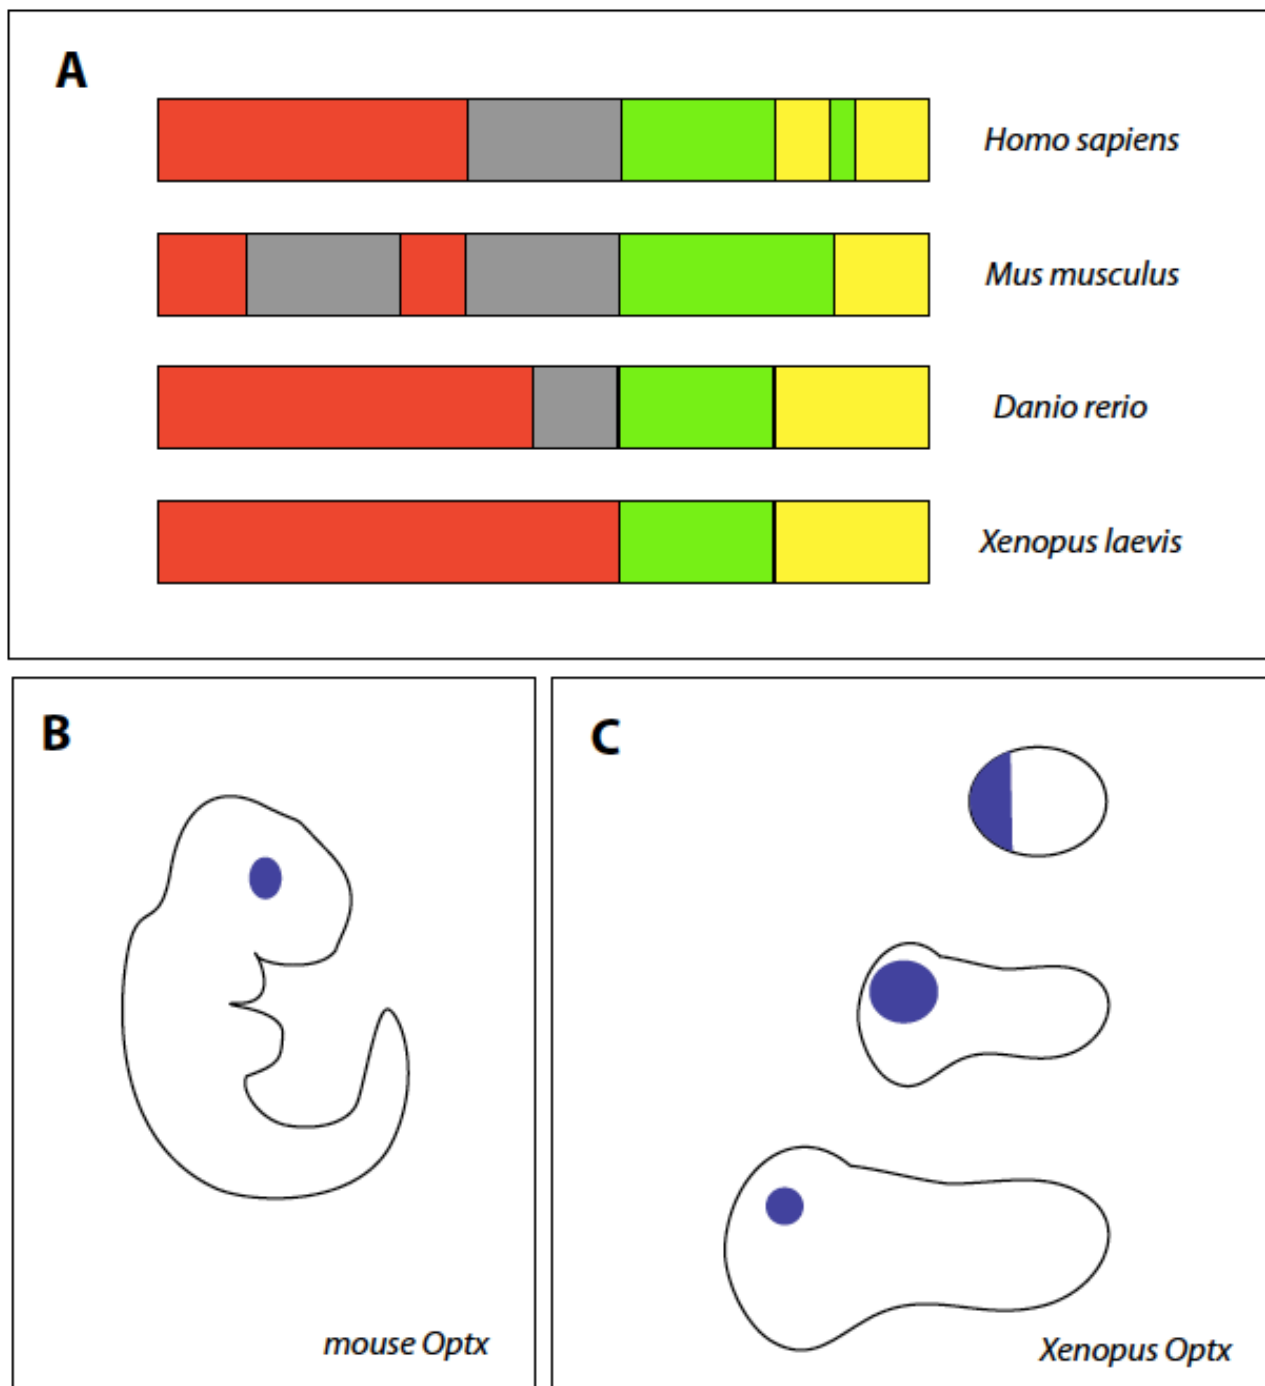 A
Homo sapiens
Mus musculus
Danio rerio
Xenopus laevis
B
mouse Optx
C
Xenopus Optx